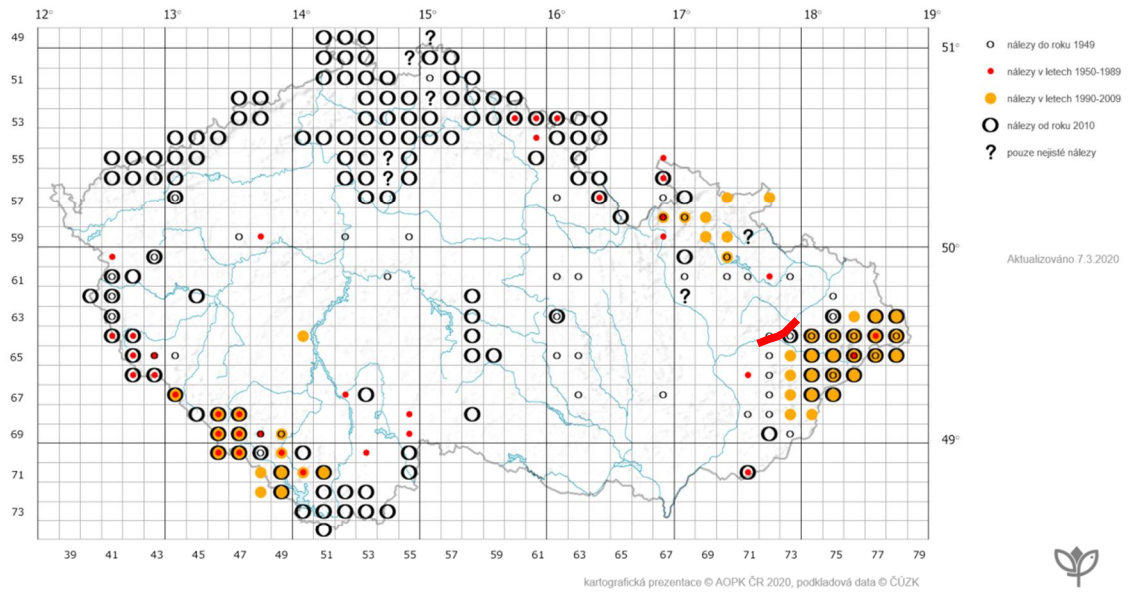 12° 13° 14° 15° 16° 17° 18° 19°
49 ? 51°
? nálezy do roku 1949
51 nálezy v letech 1950-1989
? nálezy v letech 1990-2009
53 nálezy od roku 2010
55 ? ? pouze nejisté nálezy
57
59 ? 50°
Aktualizováno 7.3.2020
61 ?
63
65
67
69 49°
71
73
39 41 43 45 47 49 51 53 55 57 59 61 63 65 67 69 71 73 75 77 79
kartografická prezentace © AOPK ČR 2020, podkladová data © ČÚZK